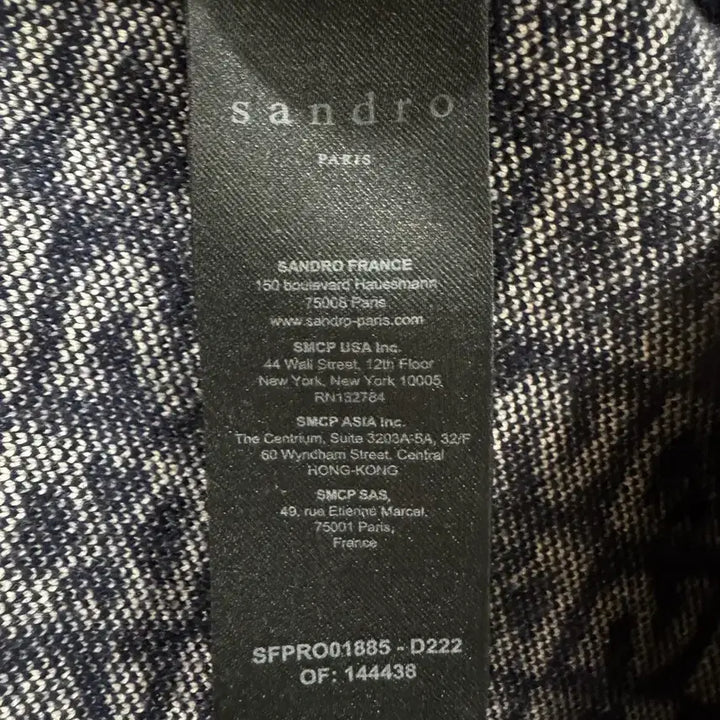 sandro
PARIS
SANDRO FRANCE
150 boulevard Haussmann
75008 Paris
www.sandro-paris.com
SMCP USA Inc.
44 Wall Street, 12th Floor
New York, New York 10005
RN132784
SMCP ASIA Inc.
The Centrium, Suite 3203A-5A, 32/F
60 Wyndham Street, Central
HONG-KONG
SMCP SAS,
49, rue Etienne Marcel,
75001 Paris,
France
SFPRO01885 - D222
OF: 144438